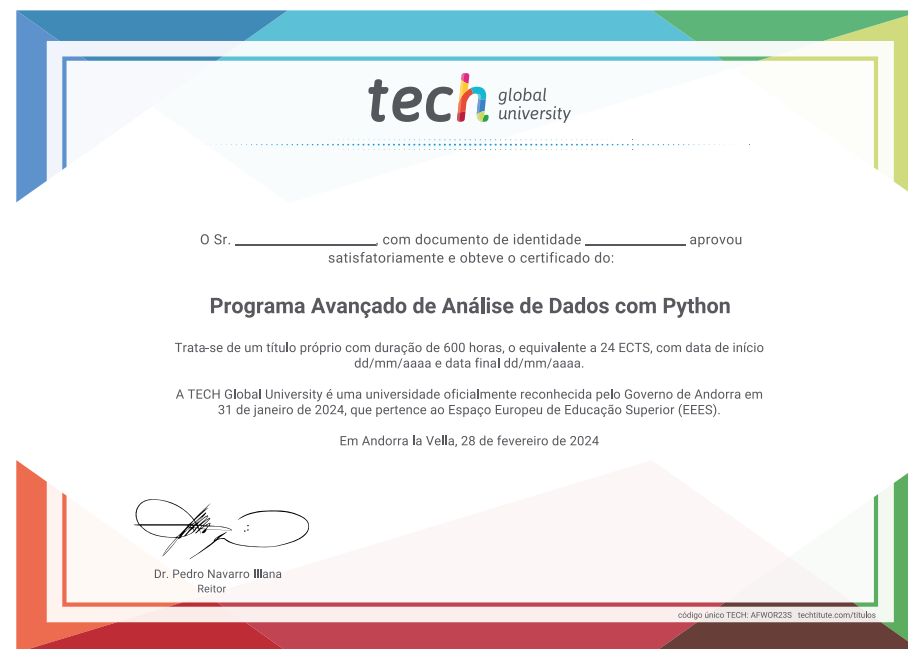 tech global university
O Sr. ____________, com documento de identidade ____________ aprovou
satisfatoriamente e obteve o certificado do:
Programa Avançado de Análise de Dados com Python
Trata-se de um título próprio com duração de 600 horas, o equivalente a 24 ECTS, com data de início
dd/mm/aaaa e data final dd/mm/aaaa.
A TECH Global University é uma universidade oficialmente reconhecida pelo Governo de Andorra em
31 de janeiro de 2024, que pertence ao Espaço Europeu de Educação Superior (EEES).
Em Andorra la Vella, 28 de fevereiro de 2024
Dr. Pedro Navarro Illana
Reitor
código único TECH: AFWOR23S techtitute.com/titulos